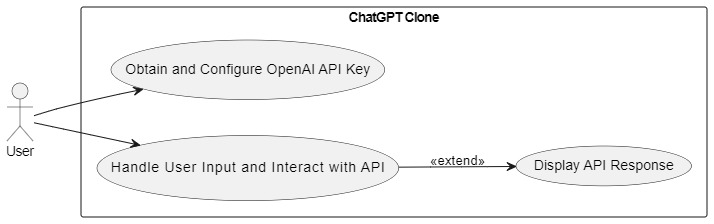 ChatGPT Clone
Obtain and Configure OpenAI API Key
User
Handle User Input and Interact with API
«extend»
Display API Response